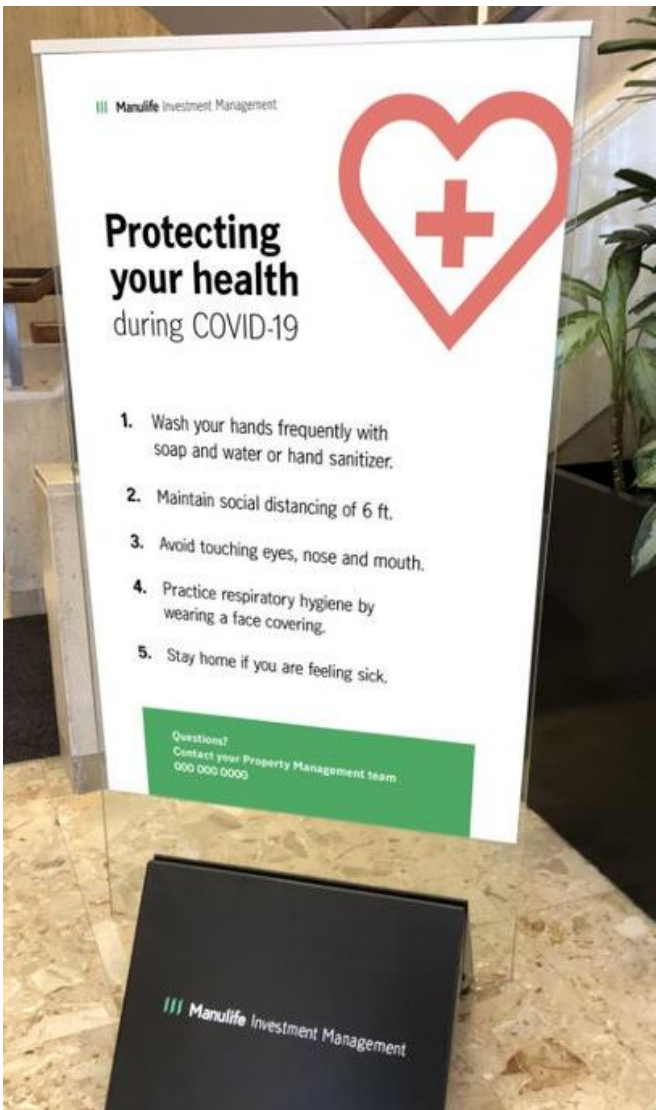 Manulife Investment Management
Protecting
your health
during COVID-19
1. Wash your hands frequently with
soap and water or hand sanitizer.
2. Maintain social distancing of 6 ft.
3. Avoid touching eyes, nose and mouth.
4. Practice respiratory hygiene by
wearing a face covering.
5. Stay home if you are feeling sick.
Questions?
Contact your Property Management team
000 000 0000
Manulife Investment Management